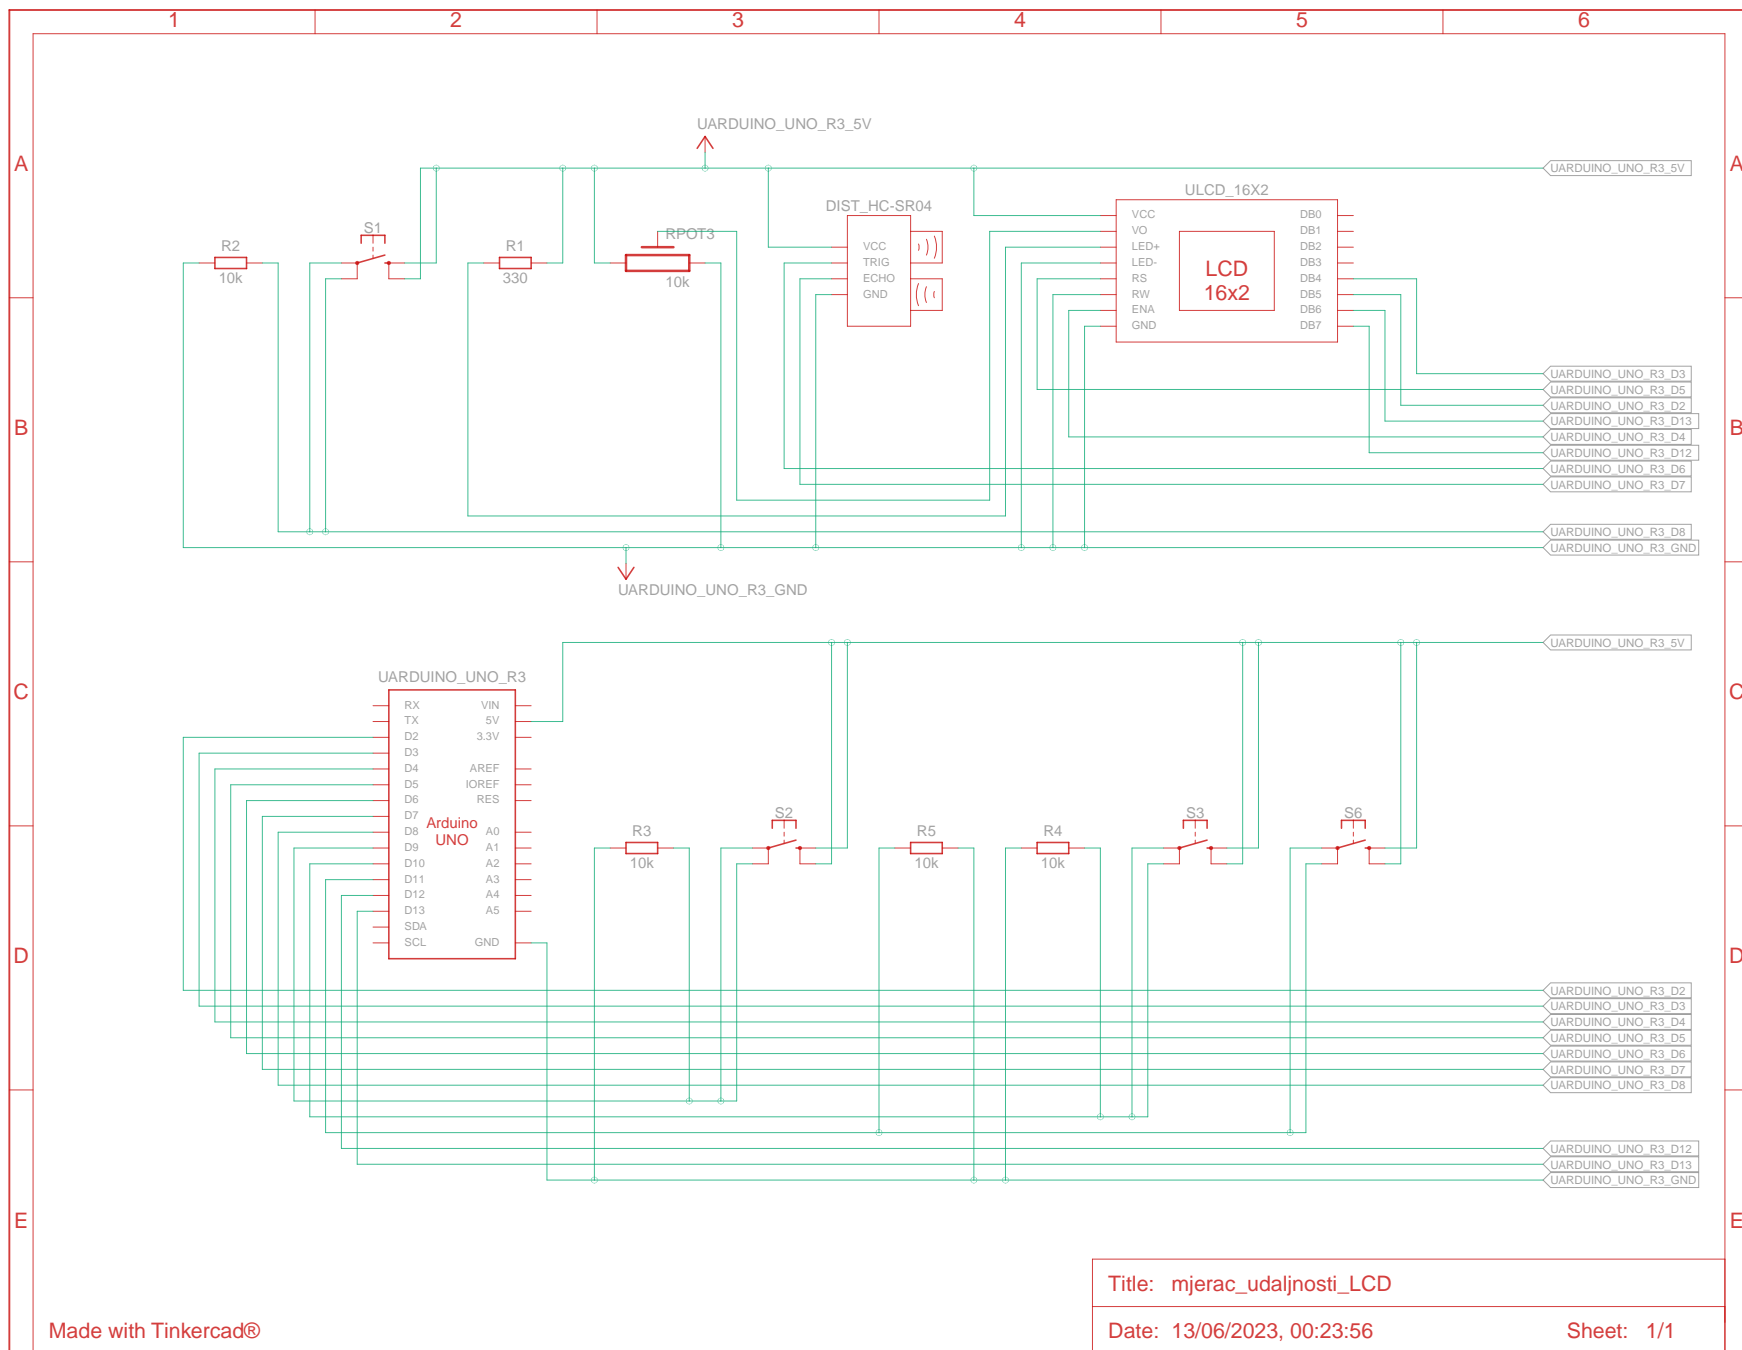 1 2 3 4 5 6
UARDUINO_UNO_R3_5V
A A
UARDUINO_UNO_R3_5V
ULCD_16X2
DIST_HC-SR04
S1
RPOT3
R2
10k
R1
330
10k
VCC
TRIG
ECHO
GND
VCC
VO
LED+
LED-
RS
RW
ENA
GND
LCD
16x2
DB0
DB1
DB2
DB3
DB4
DB5
DB6
DB7
UARDUINO_UNO_R3_D3
UARDUINO_UNO_R3_D5
UARDUINO_UNO_R3_D2
UARDUINO_UNO_R3_D13
B B
UARDUINO_UNO_R3_D4
UARDUINO_UNO_R3_D12
UARDUINO_UNO_R3_D6
UARDUINO_UNO_R3_D7
UARDUINO_UNO_R3_D8
UARDUINO_UNO_R3_GND
UARDUINO_UNO_R3_GND
UARDUINO_UNO_R3_5V
C C
UARDUINO_UNO_R3
RX VIN
TX 5V
D2 3.3V
D3
D4 AREF
D5 IOREF
D6 RES
D7
D8 A0
D9 A1
D10 A2
D11 A3
D12 A4
D13 A5
SDA
SCL GND
Arduino
UNO
R3
10k
S2
R5
10k
R4
10k
S3
S6
D D
UARDUINO_UNO_R3_D2
UARDUINO_UNO_R3_D3
UARDUINO_UNO_R3_D4
UARDUINO_UNO_R3_D5
UARDUINO_UNO_R3_D6
UARDUINO_UNO_R3_D7
UARDUINO_UNO_R3_D8
UARDUINO_UNO_R3_D12
UARDUINO_UNO_R3_D13
UARDUINO_UNO_R3_GND
E E
Title: mjerac_udaljnosti_LCD
Made with Tinkercad®
Date: 13/06/2023, 00:23:56 Sheet: 1/1